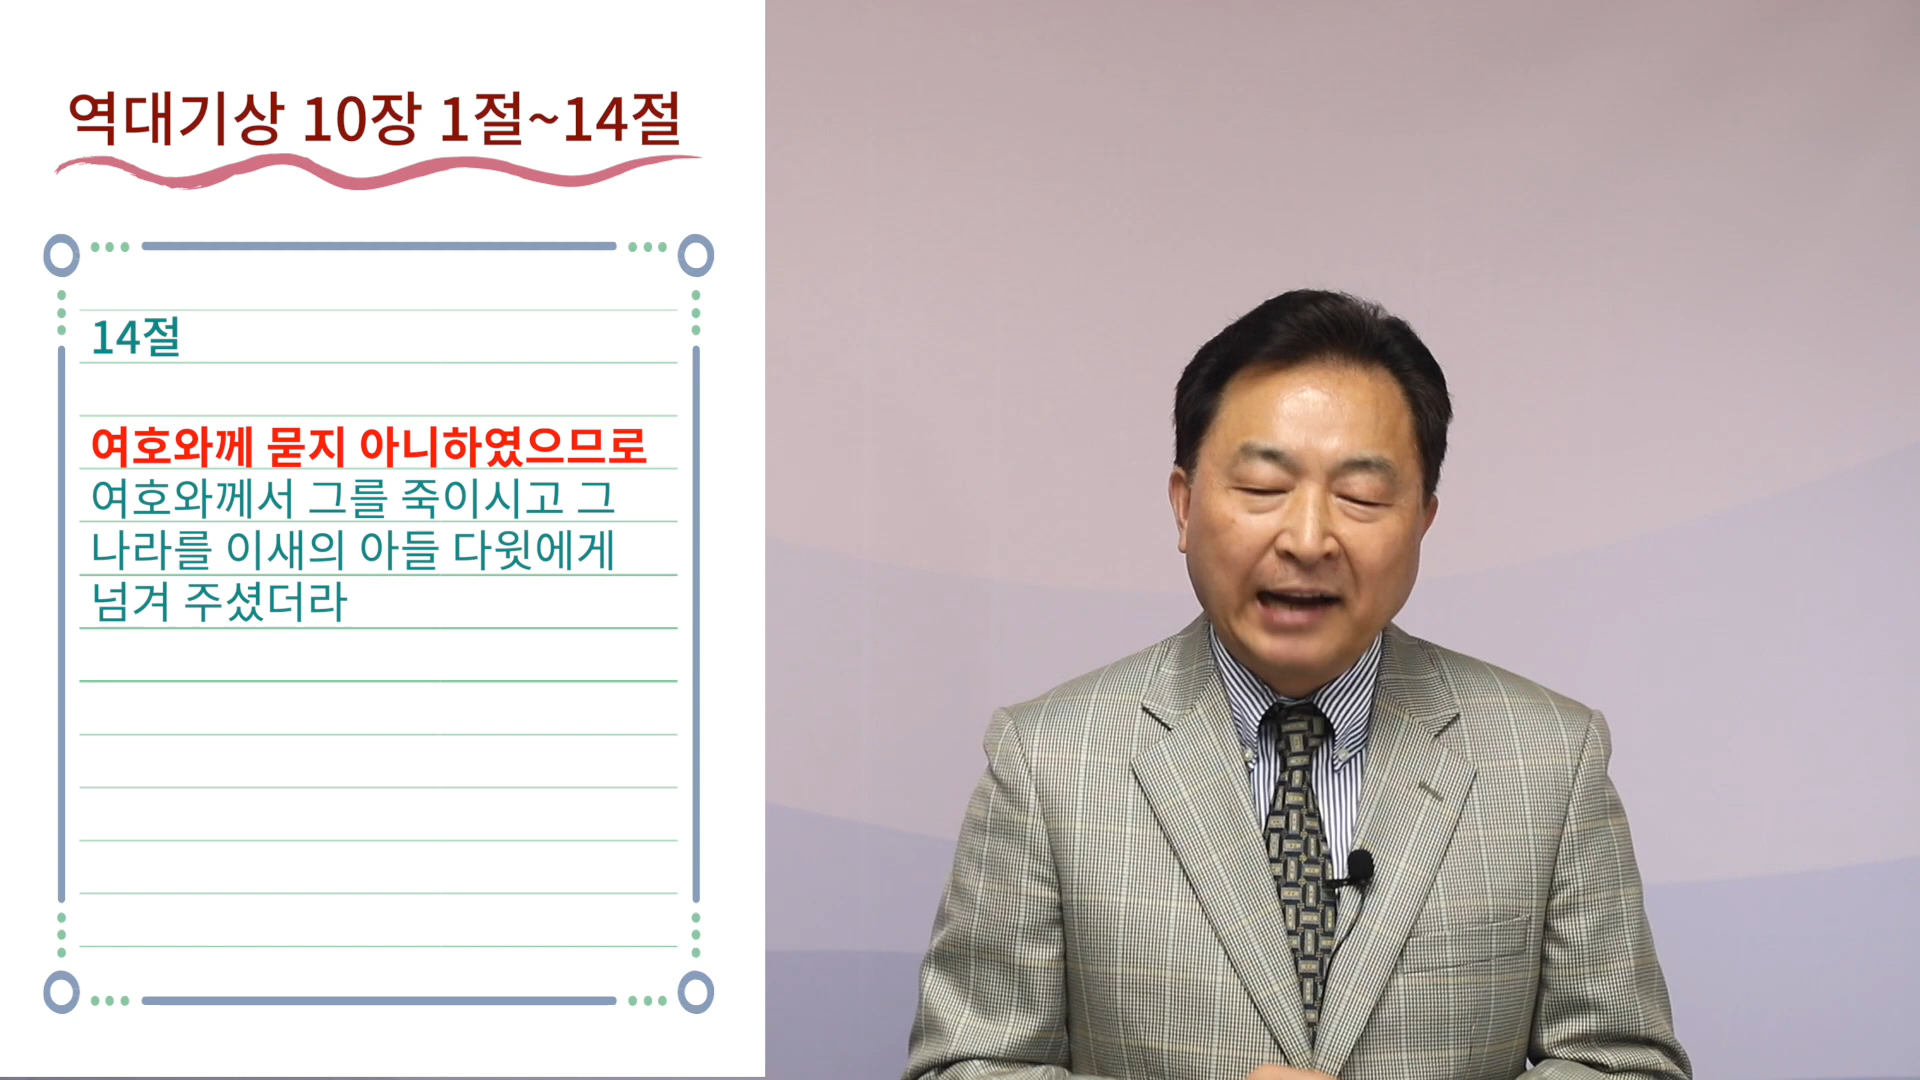 역대기상 10장 1절~14절
14절
여호와께 묻지 아니하였으므로
여호와께서 그를 죽이시고 그
나라를 이새의 아들 다윗에게
넘겨 주셨더라